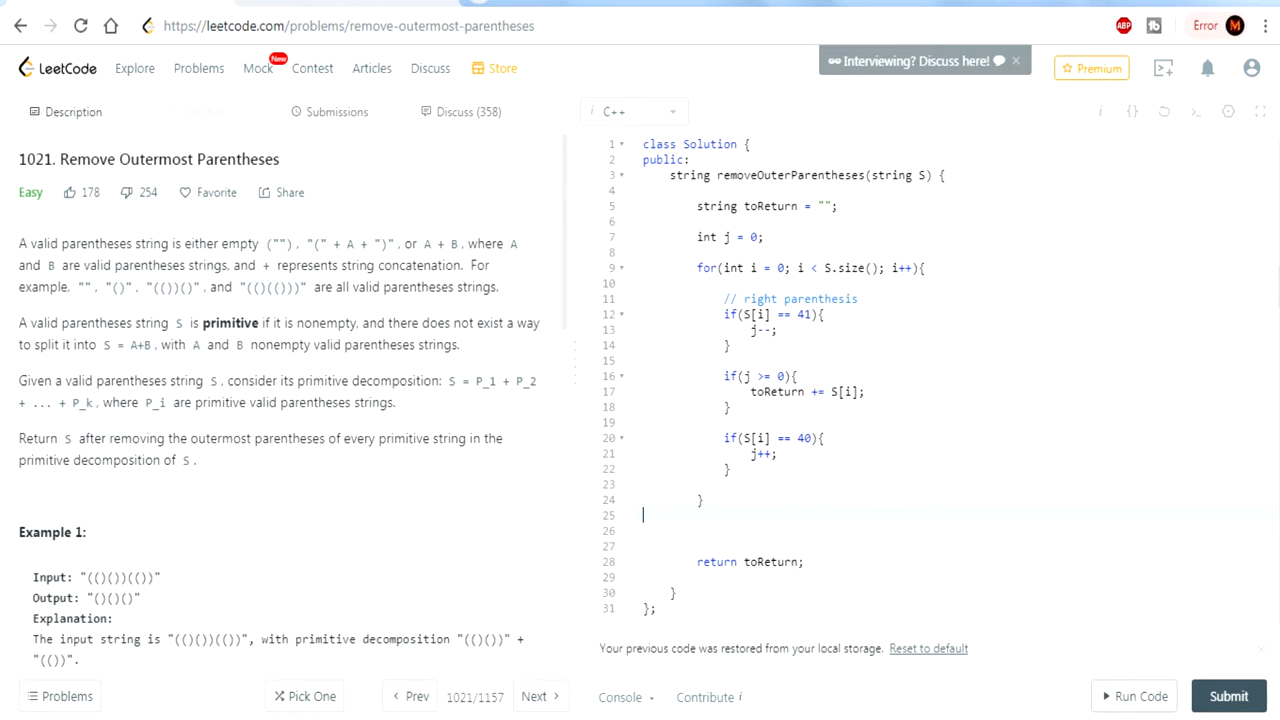 https://leetcode.com/problems/remove-outermost-parentheses
ABP
Error
M
LeetCode
Explore
Problems
Mock
New
Contest
Articles
Discuss
Store
Interviewing? Discuss here!
×
Premium
Description
Submissions
Discuss (358)
i
C++
1021. Remove Outermost Parentheses
Easy
178
254
Favorite
Share
A valid parentheses string is either empty (""), "(" + A + ")", or A + B, where A
and B are valid parentheses strings, and + represents string concatenation. For
example. "", "()", "(())()", and "(()(()))" are all valid parentheses strings.
A valid parentheses string S is primitive if it is nonempty, and there does not exist a way
to split it into S = A+B, with A and B nonempty valid parentheses strings.
Given a valid parentheses string S, consider its primitive decomposition: S = P_1 + P_2
+ ... + P_k, where P_i are primitive valid parentheses strings.
Return S after removing the outermost parentheses of every primitive string in the
primitive decomposition of S.
Example 1:
Input: "(()())(())"
Output: "()()()"
Explanation:
The input string is "(()())(())", with primitive decomposition "(()())" +
"(())".
1 class Solution {
2 public:
3 string removeOuterParentheses(string S) {
4
5 string toReturn = "";
6
7 int j = 0;
8
9 for(int i = 0; i < S.size(); i++){
10
11 // right parenthesis
12 if(S[i] == 41){
13 j--;
14 }
15
16 if(j >= 0){
17 toReturn += S[i];
18 }
19
20 if(S[i] == 40){
21 j++;
22 }
23
24 }
25
26
27
28 return toReturn;
29
30 }
31 };
Your previous code was restored from your local storage. Reset to default
Problems
Pick One
Prev
1021/1157
Next
Console
Contribute i
Run Code
Submit